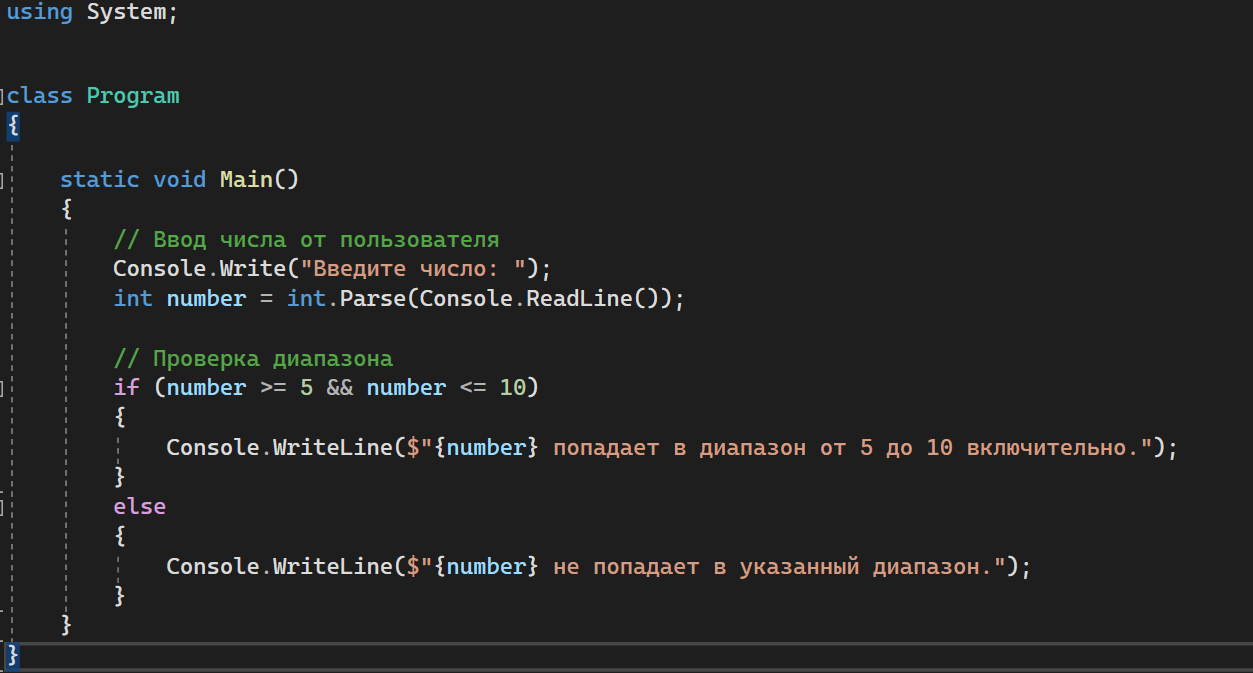 using System;
class Program
{
static void Main()
{
// Ввод числа от пользователя
Console.Write("Введите число: ");
int number = int.Parse(Console.ReadLine());
// Проверка диапазона
if (number >= 5 && number <= 10)
{
Console.WriteLine($"{number} попадает в диапазон от 5 до 10 включительно.");
}
else
{
Console.WriteLine($"{number} не попадает в указанный диапазон.");
}
}
}